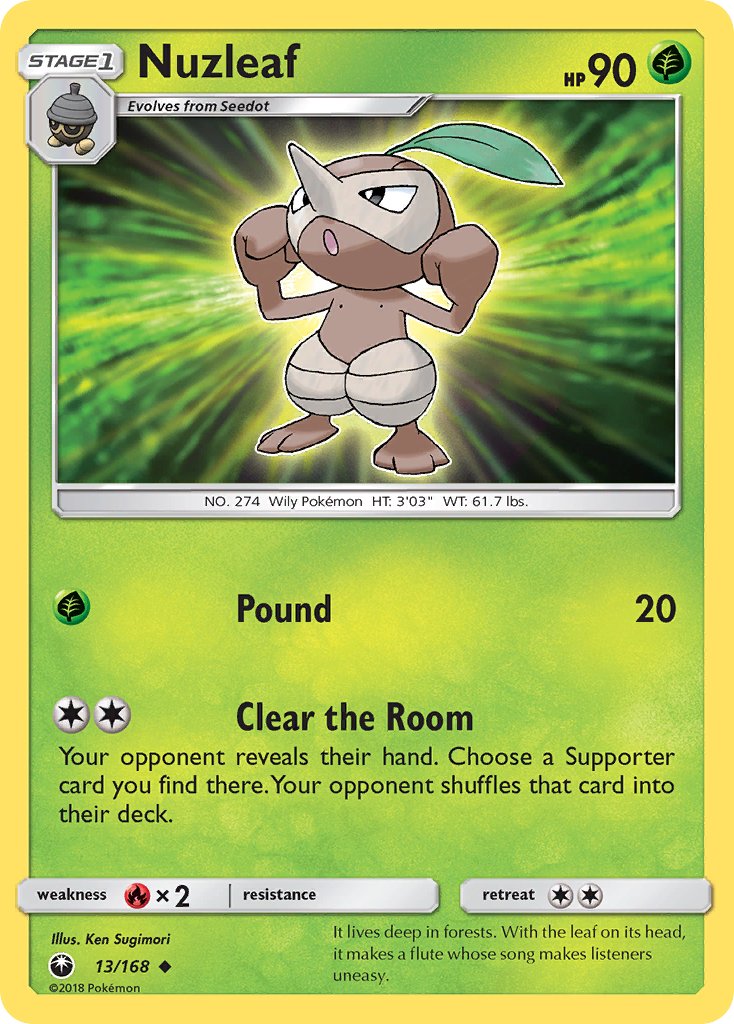 STAGE1
Nuzleaf
HP 90
Evolves from Seedot
NO. 274 Wily Pokémon HT: 3'03" WT: 61.7 lbs.
Pound 20
Clear the Room
Your opponent reveals their hand. Choose a Supporter
card you find there. Your opponent shuffles that card into
their deck.
weakness × 2 resistance retreat
Illus. Ken Sugimori
13/168
©2018 Pokémon
It lives deep in forests. With the leaf on its head,
it makes a flute whose song makes listeners
uneasy.